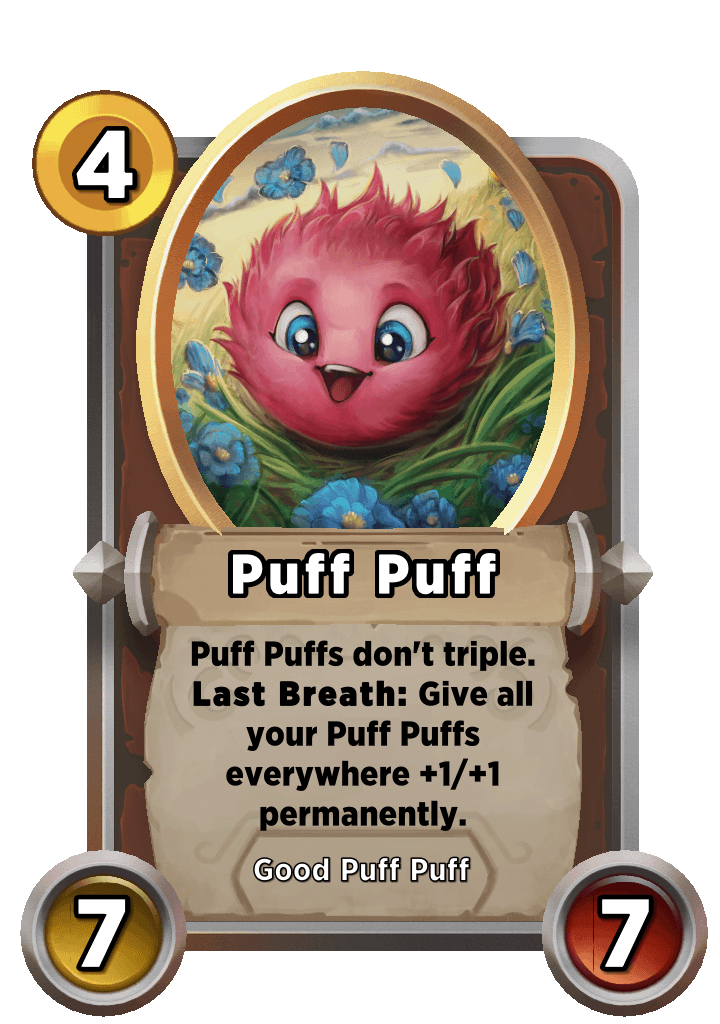 4
Puff Puff
Puff Puffs don't triple.
Last Breath: Give all
your Puff Puffs
everywhere +1/+1
permanently.
Good Puff Puff
7
7